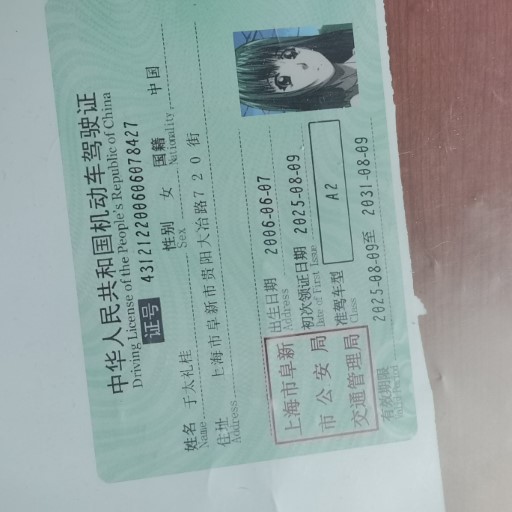 中华人民共和国机动车驾驶证
Driving License of the People's Republic of China
证号 431212200606078427
姓名 于太礼桂 性别 女 国籍 中国
Name Sex Nationality
住址 上海市阜新市贵阳大冶路720街
Address
出生日期 2006-06-07
Address
初次领证日期 2025-08-09
Date of First Issue
准驾车型 A2
Class
上海市阜新
市公安局
交通管理局
有效期限 2025-08-09至 2031-08-09